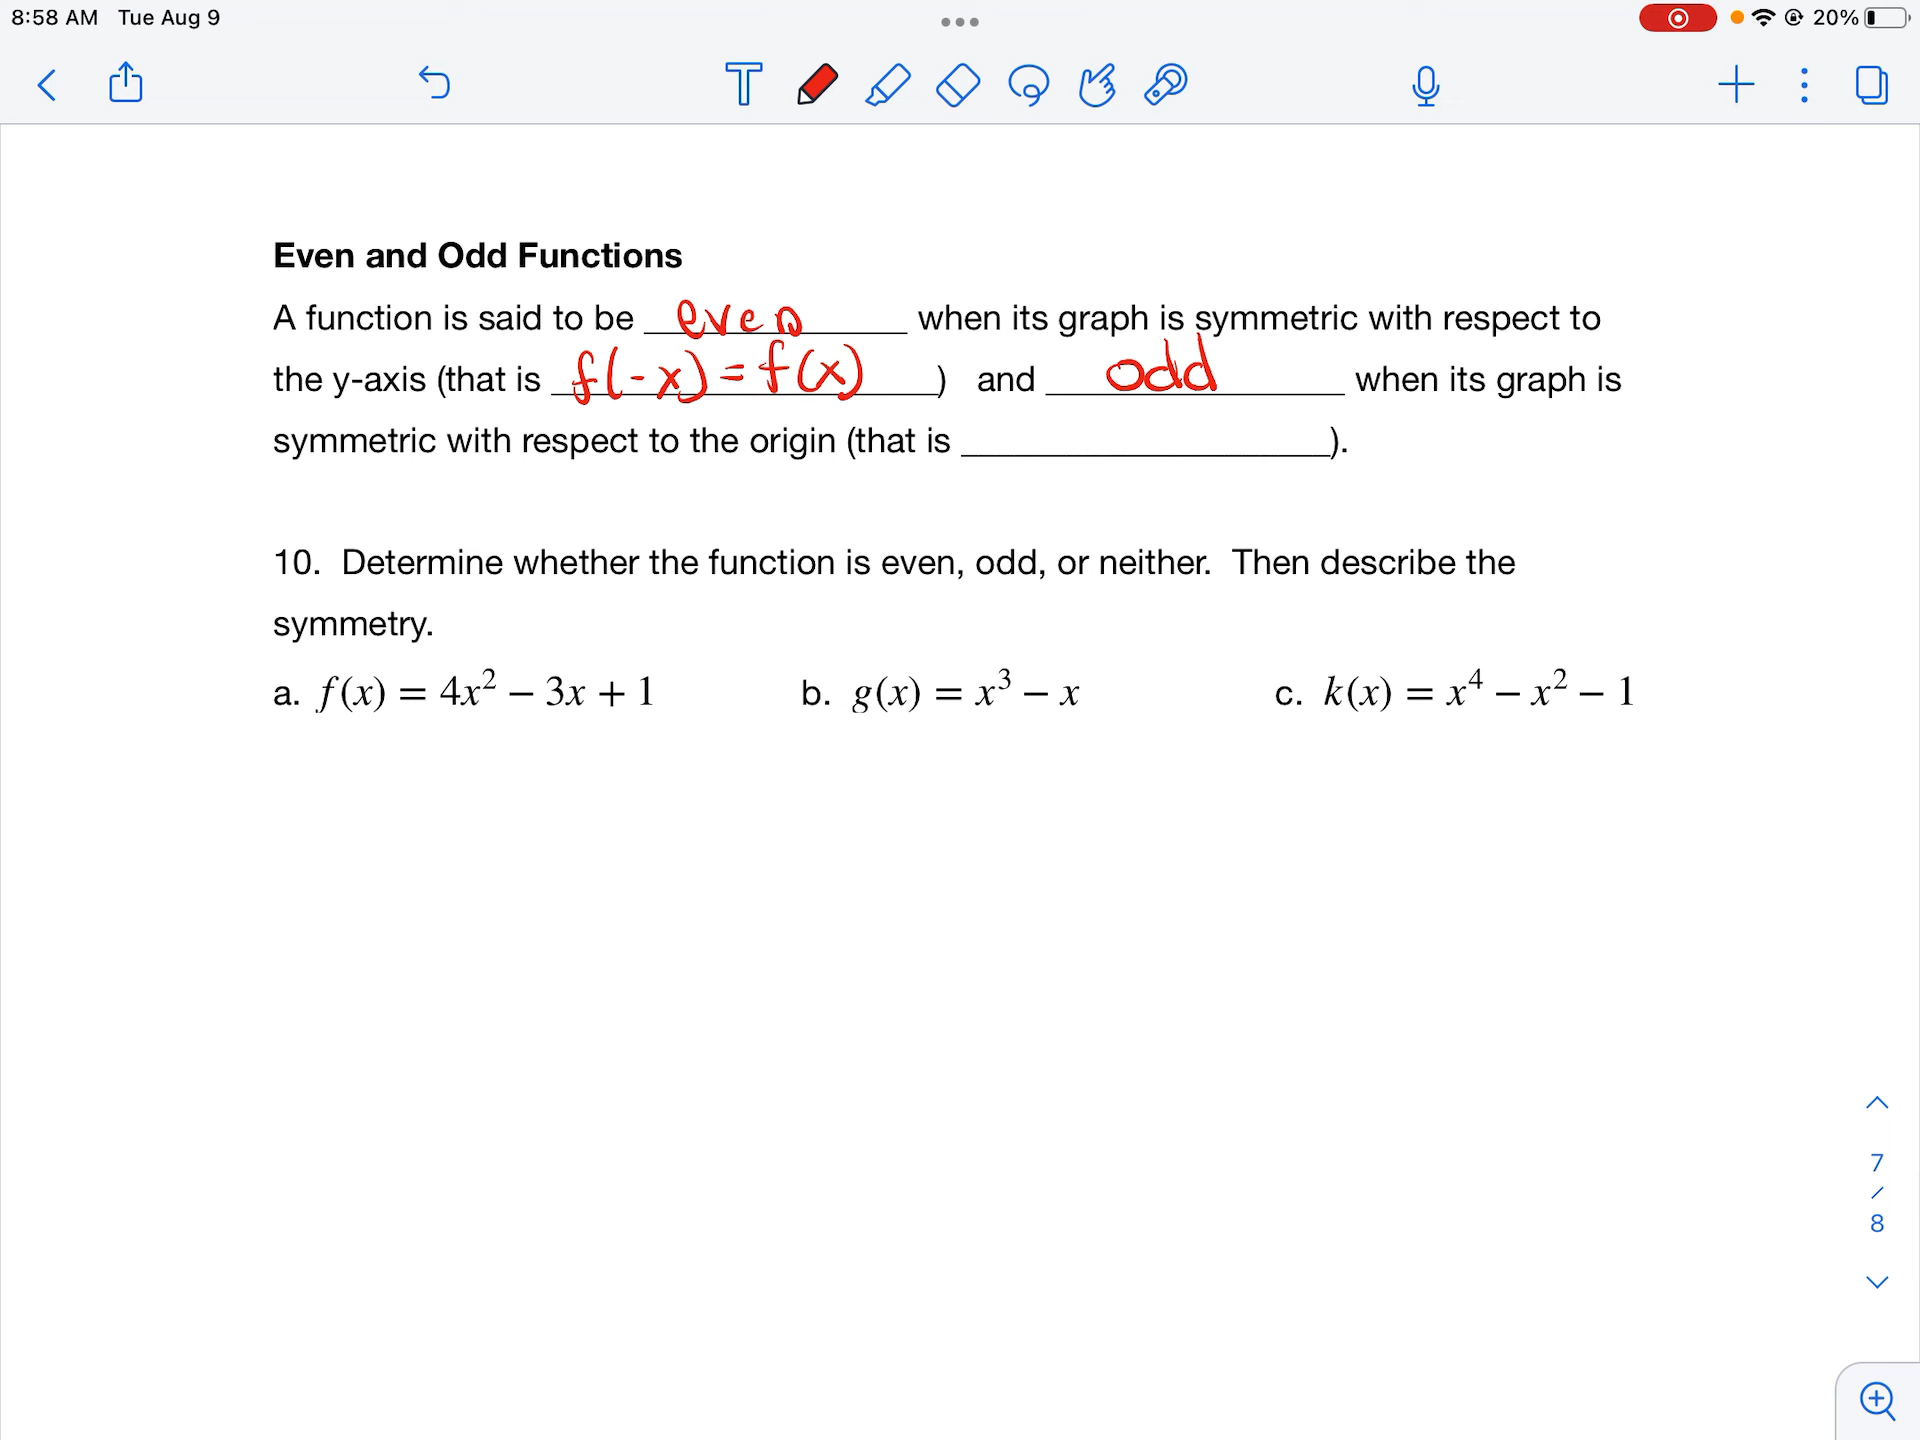 8:58 AM Tue Aug 9
20%
T
Even and Odd Functions
A function is said to be even when its graph is symmetric with respect to
the y-axis (that is f(-x) = f(x) ) and odd when its graph is
symmetric with respect to the origin (that is ____________________).
10. Determine whether the function is even, odd, or neither. Then describe the
symmetry.
a. f(x) = 4x² – 3x + 1 b. g(x) = x³ – x c. k(x) = x⁴ – x² – 1
7
/
8